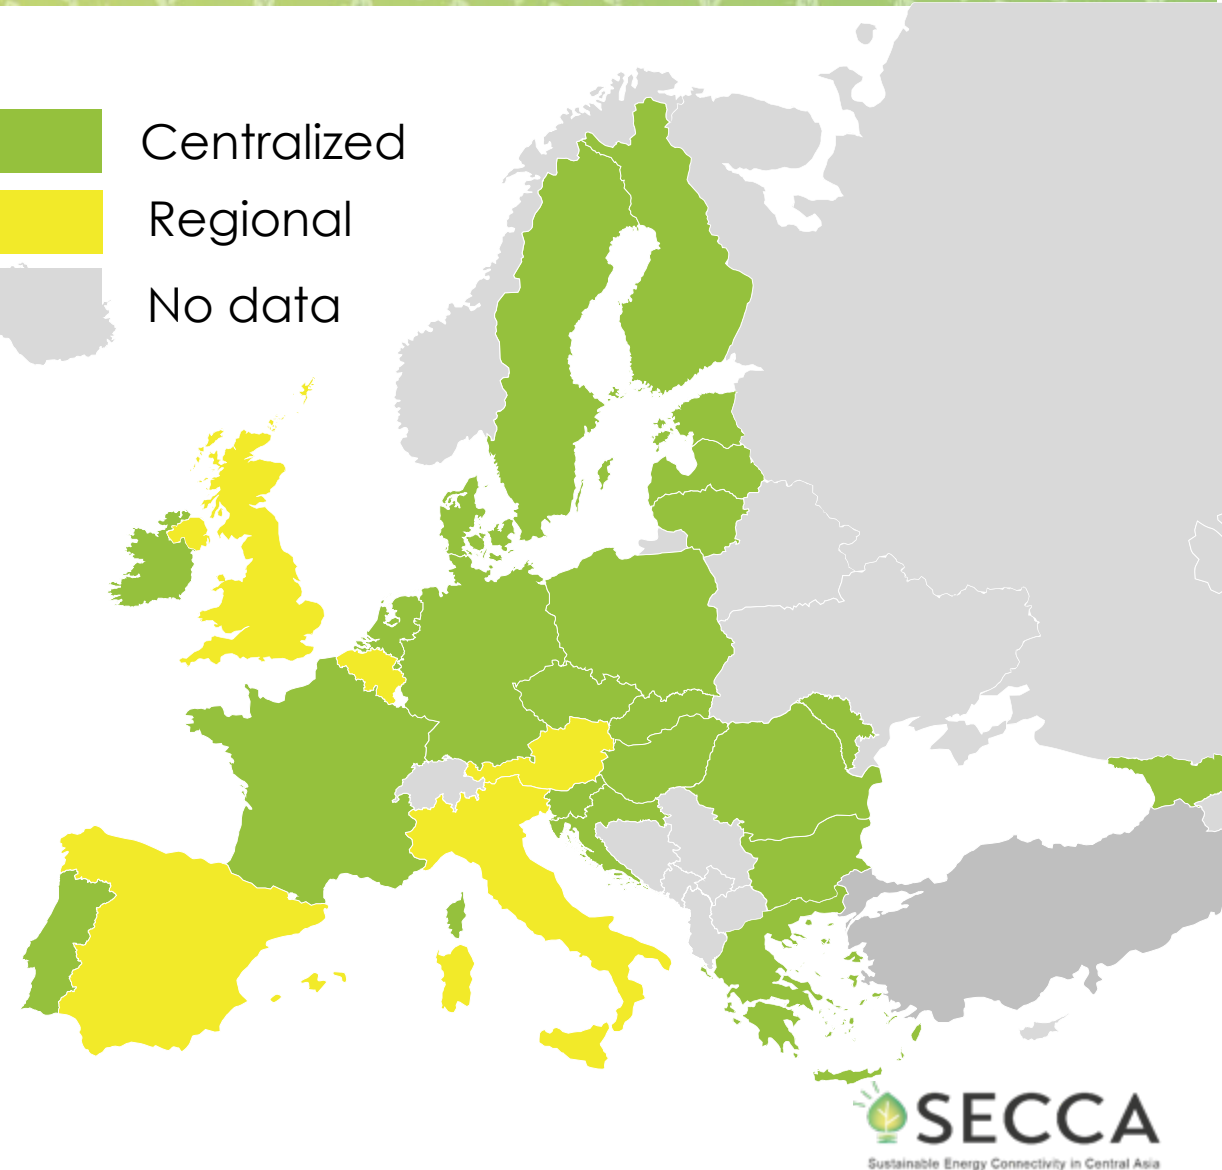 Centralized
Regional
No data
SECCA
Sustainable Energy Connectivity in Central Asia